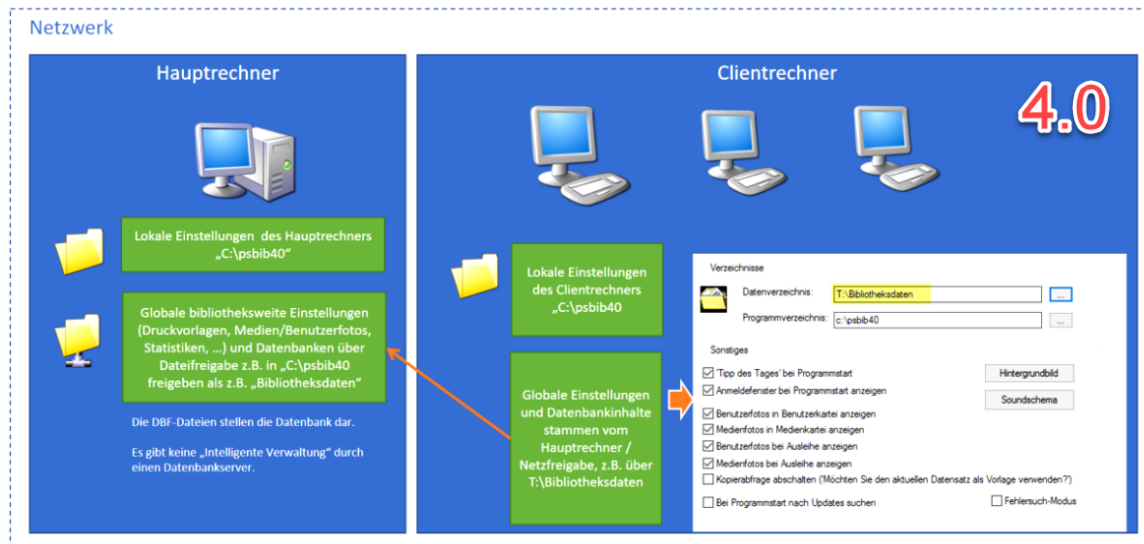 Netzwerk
Hauptrechner
Lokale Einstellungen des Hauptrechners
„C:\psbib40“
Globale bibliotheksweite Einstellungen
(Druckvorlagen, Medien/Benutzerfotos,
Statistiken, ...) und Datenbanken über
Dateifreigabe z.B. in „C:\psbib40
freigeben als z.B. „Bibliotheksdaten“
Die DBF-Dateien stellen die Datenbank dar.
Es gibt keine „Intelligente Verwaltung“ durch
einen Datenbankserver.
Clientrechner
4.0
Lokale Einstellungen
des Clientrechners
„C:\psbib40
Globale Einstellungen
und Datenbankinhalte
stammen vom
Hauptrechner /
Netzfreigabe, z.B. über
T:\Bibliotheksdaten
Verzeichnisse
Datenverzeichnis: T:\Bibliotheksdaten ...
Programmverzeichnis: c:\psbib40 ...
Sonstiges
'Tipp des Tages' bei Programmstart Hintergrundbild
Anmeldefenster bei Programmstart anzeigen Soundschema
Benutzerfotos in Benutzerkartei anzeigen
Medienfotos in Medienkartei anzeigen
Benutzerfotos bei Ausleihe anzeigen
Medienfotos bei Ausleihe anzeigen
Kopierabfrage abschalten ('Möchten Sie den aktuellen Datensatz als Vorlage verwenden?')
Bei Programmstart nach Updates suchen Fehlersuch-Modus